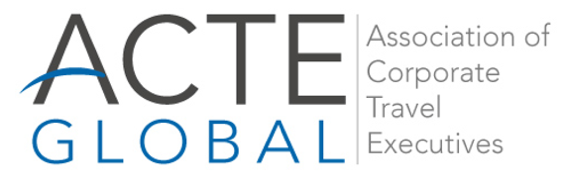 ACTE
GLOBAL
Association of
Corporate
Travel
Executives